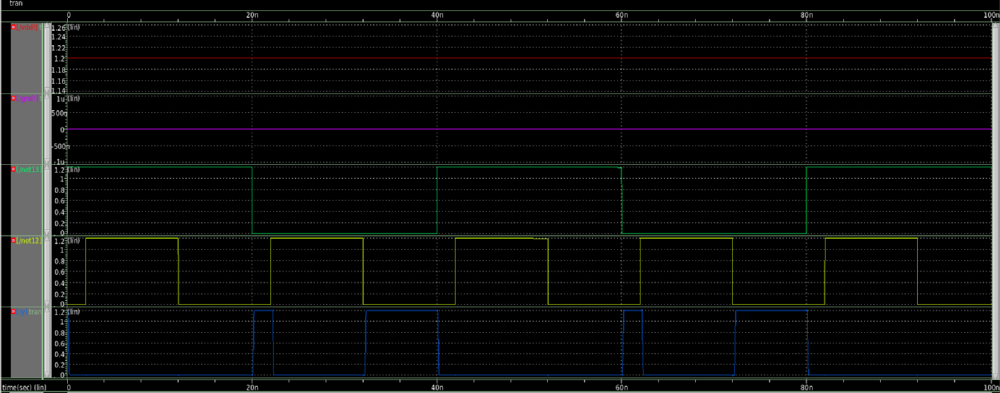 tran
0 20n 40n 60n 80n 100n
[/vdd!] t 1.26 (lin)
1.24
1.22
1.2
1.18
1.16
1.14
[/gnd!] t 1u (lin)
500n
0
-500n
-1u
[/net13] 1.2 (lin)
1
0.8
0.6
0.4
0.2
0
[/net12] 1.2 (lin)
1
0.8
0.6
0.4
0.2
0
[/y] tran 1.2 (lin)
1
0.8
0.6
0.4
0.2
0
time(sec) (lin) 0 20n 40n 60n 80n 100n